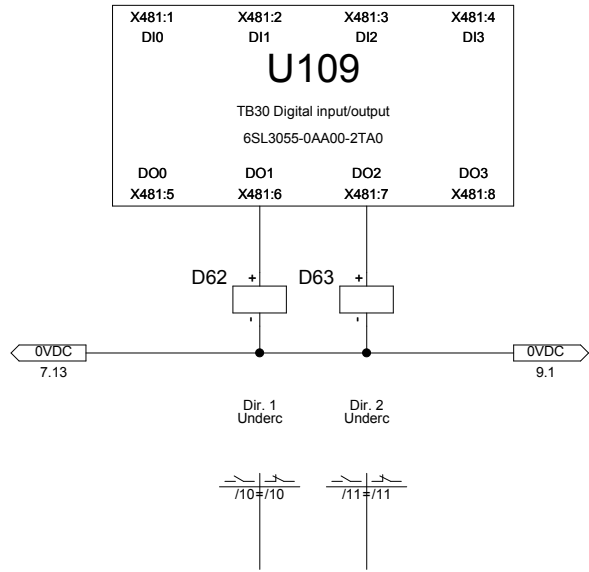 X481:1 X481:2 X481:3 X481:4
DI0 DI1 DI2 DI3
U109
TB30 Digital input/output
6SL3055-0AA00-2TA0
DO0 DO1 DO2 DO3
X481:5 X481:6 X481:7 X481:8
D62 + D63 +
- -
0VDC 0VDC
7.13 9.1
Dir. 1 Dir. 2
Underc Underc
/10=/10 /11=/11